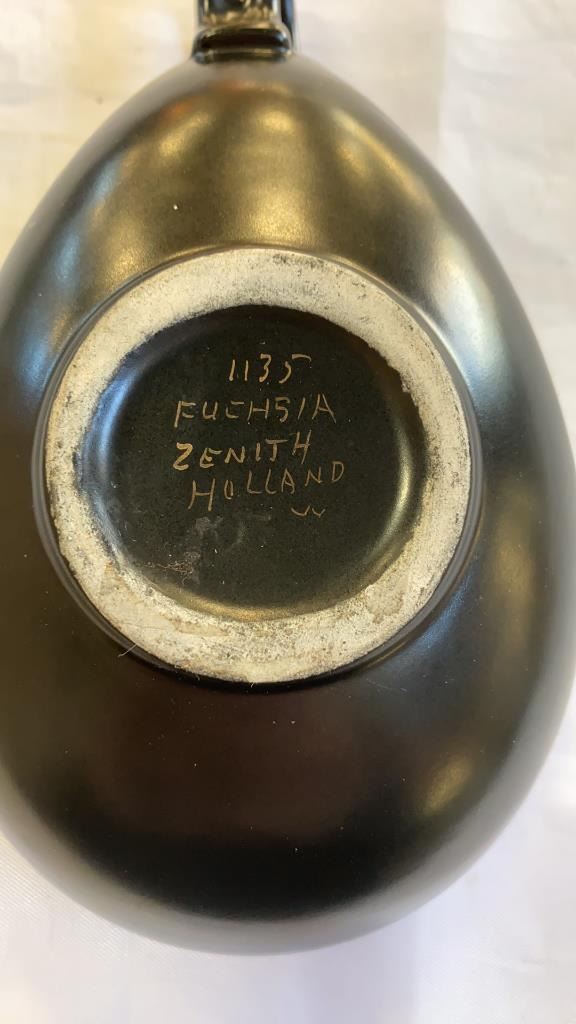 1135
FUCHSIA
ZENITH
HOLLAND